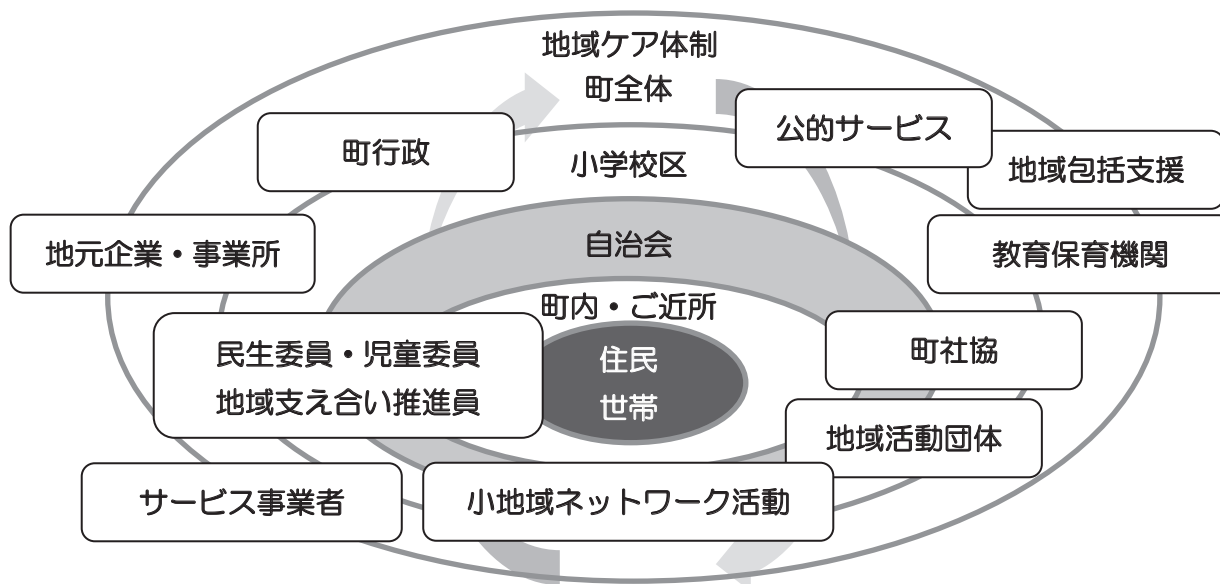 地域ケア体制
町全体
公的サービス
町行政
小学校区
地域包括支援
自治会
地元企業・事業所
教育保育機関
町内・ご近所
民生委員・児童委員
地域支え合い推進員
住民
世帯
町社協
地域活動団体
サービス事業者
小地域ネットワーク活動